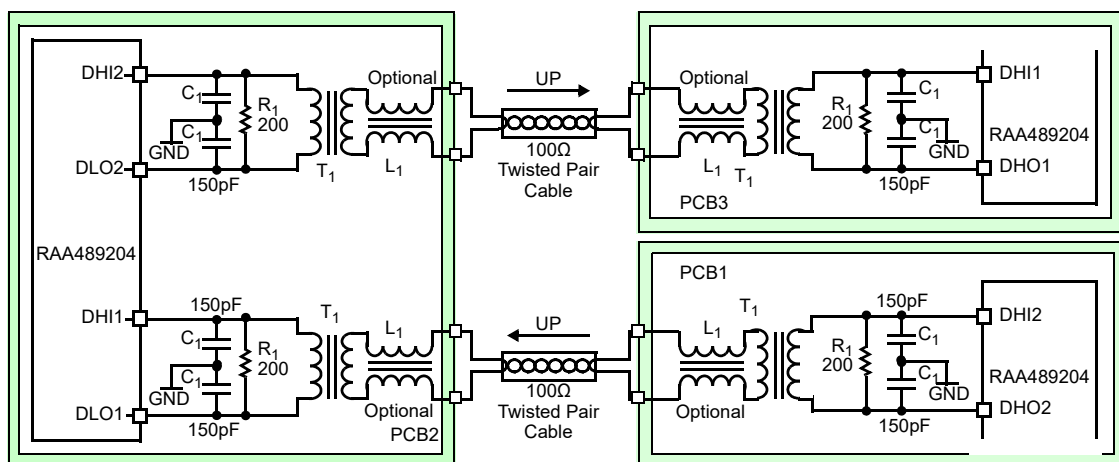 DHI2
C1
C1
R1
200
GND
DLO2
150pF
T1
Optional
L1
UP
100Ω
Twisted Pair
Cable
Optional
L1
T1
R1
200
C1
C1
GND
150pF
DHI1
RAA489204
DHO1
PCB3
RAA489204
DHI1
150pF
C1
C1
R1
200
GND
DLO1
150pF
T1
L1
Optional
PCB2
UP
100Ω
Twisted Pair
Cable
PCB1
L1
T1
Optional
R1
200
150pF
C1
C1
GND
150pF
DHI2
RAA489204
DHO2